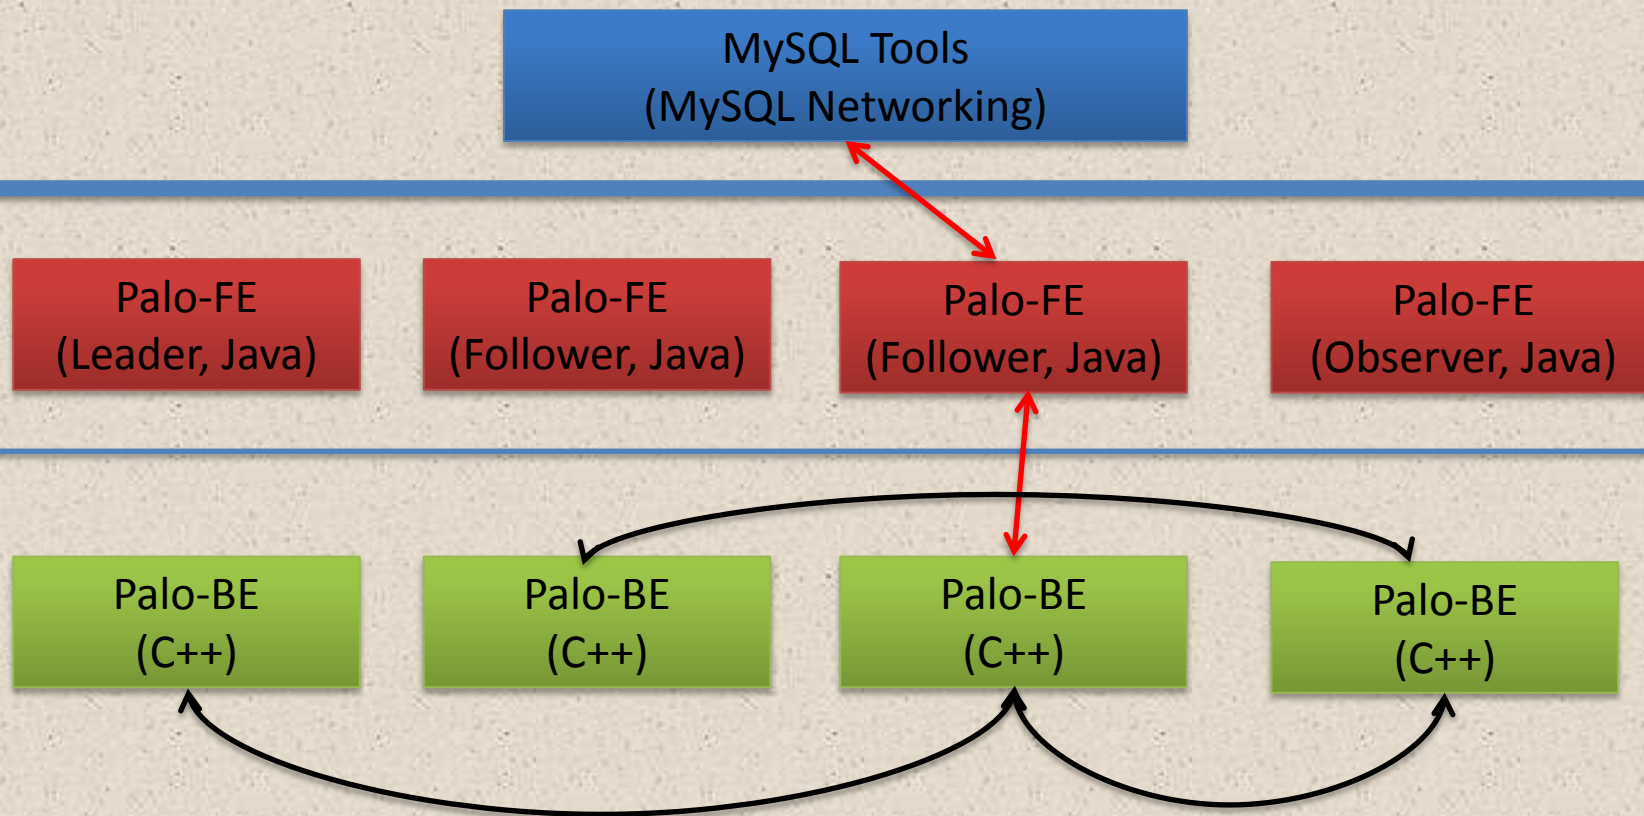 MySQL Tools
(MySQL Networking)
Palo-FE
(Leader, Java)
Palo-FE
(Follower, Java)
Palo-FE
(Follower, Java)
Palo-FE
(Observer, Java)
Palo-BE
(C++)
Palo-BE
(C++)
Palo-BE
(C++)
Palo-BE
(C++)